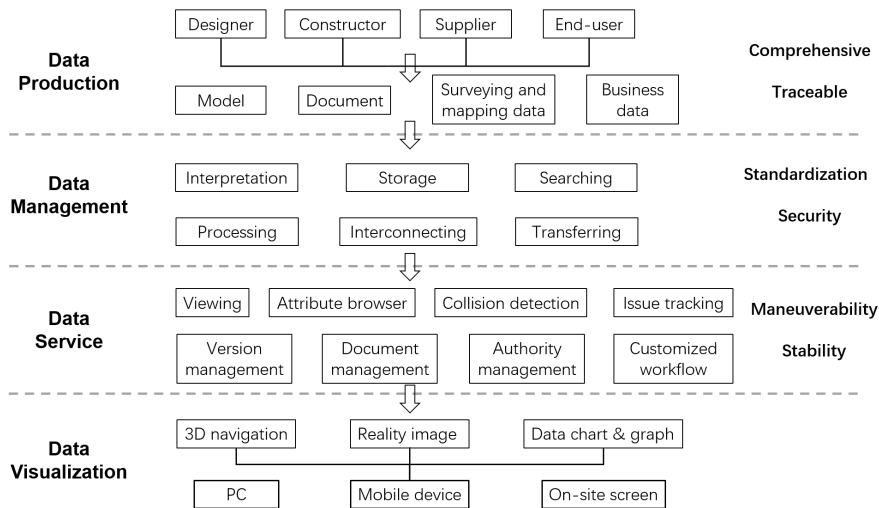 Designer
Constructor
Supplier
End-user
Data
Production
Comprehensive
Traceable
Model
Document
Surveying and
mapping data
Business
data
Data
Management
Interpretation
Storage
Searching
Standardization
Security
Processing
Interconnecting
Transferring
Data
Service
Viewing
Attribute browser
Collision detection
Issue tracking
Maneuverability
Stability
Version
management
Document
management
Authority
management
Customized
workflow
Data
Visualization
3D navigation
Reality image
Data chart & graph
PC
Mobile device
On-site screen